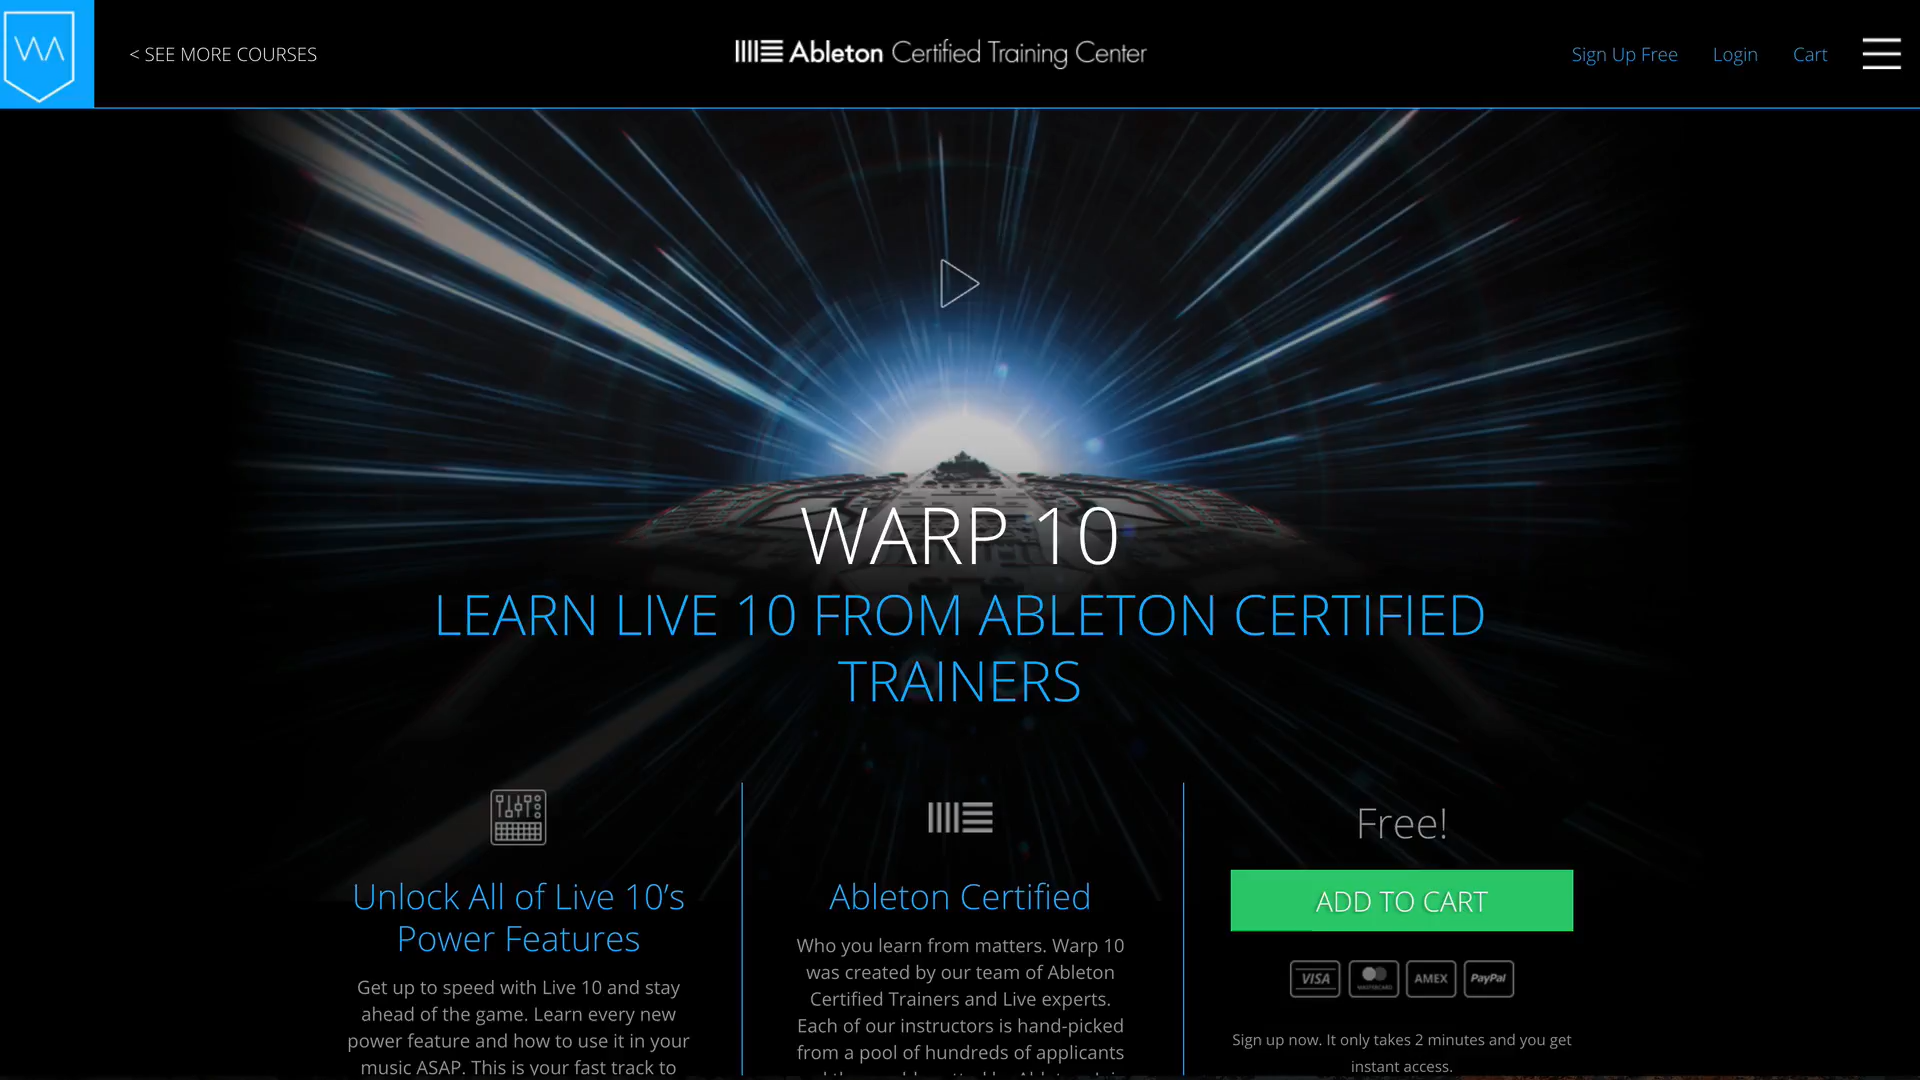 WA
< SEE MORE COURSES
Ableton Certified Training Center
Sign Up Free
Login
Cart
WARP 10
LEARN LIVE 10 FROM ABLETON CERTIFIED
TRAINERS
Unlock All of Live 10’s
Power Features
Get up to speed with Live 10 and stay
ahead of the game. Learn every new
power feature and how to use it in your
music ASAP. This is your fast track to
Ableton Certified
Who you learn from matters. Warp 10
was created by our team of Ableton
Certified Trainers and Live experts.
Each of our instructors is hand-picked
from a pool of hundreds of applicants
Free!
ADD TO CART
VISA
MASTERCARD
AMEX
PayPal
Sign up now. It only takes 2 minutes and you get
instant access.